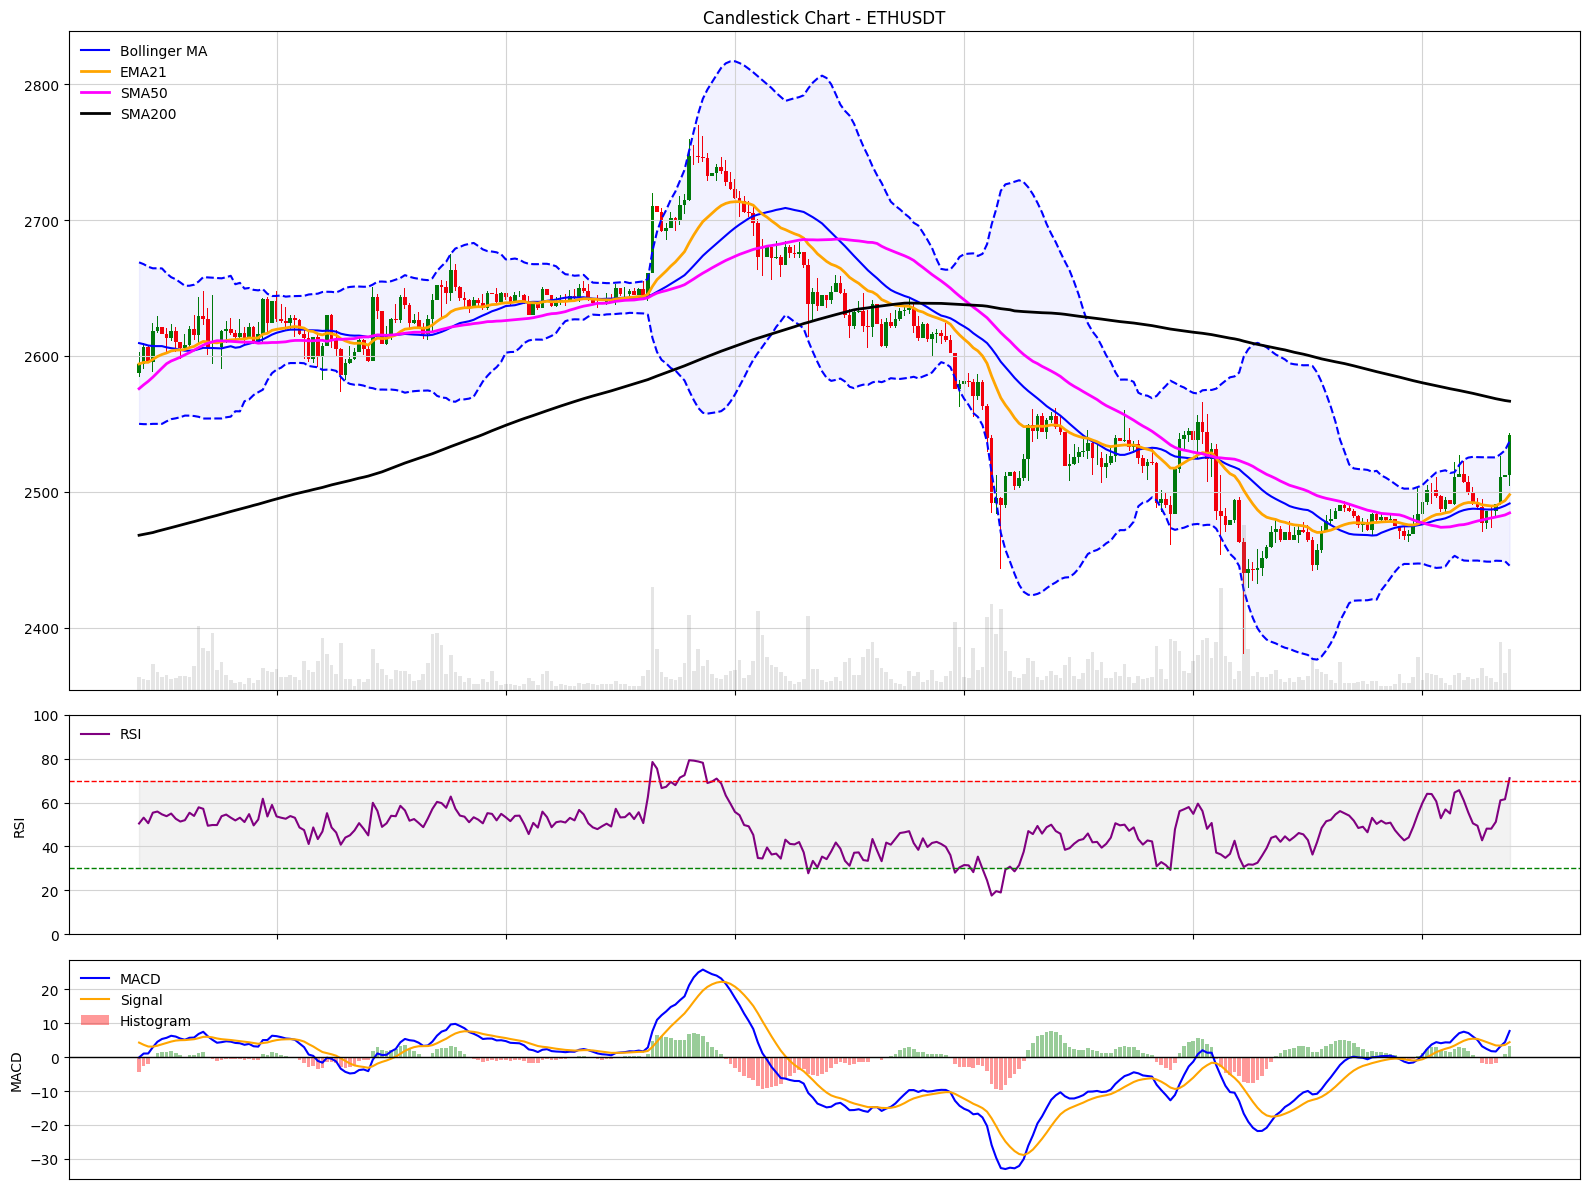 Candlestick Chart - ETHUSDT
Bollinger MA
EMA21
SMA50
SMA200
2800
2700
2600
2500
2400
RSI
100
80
60
40
20
0
RSI
MACD
Signal
Histogram
20
10
0
−10
−20
−30
MACD